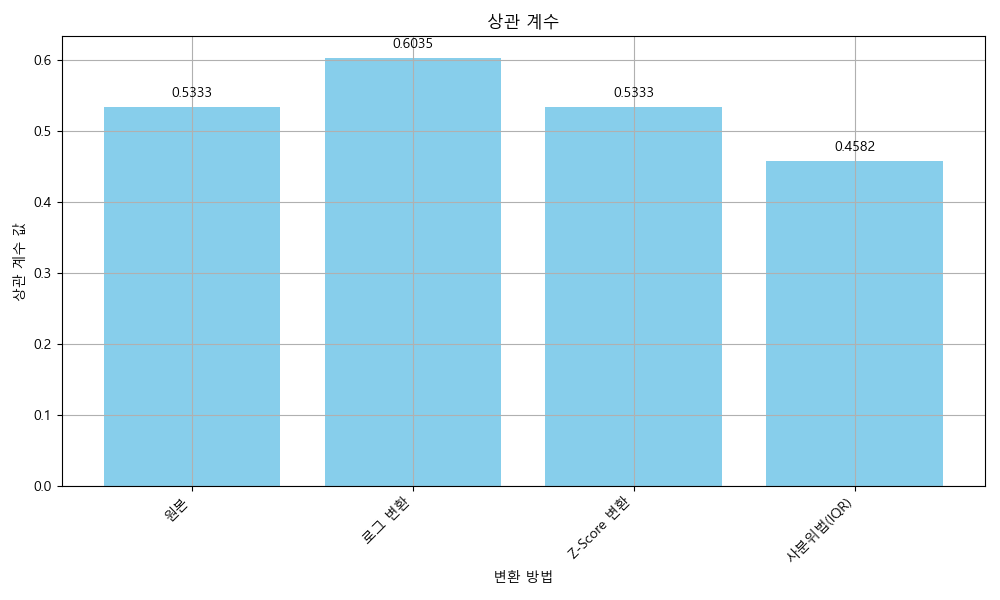 상관 계수
0.5333
0.6035
0.5333
0.4582
상관 계수 값
0.6
0.5
0.4
0.3
0.2
0.1
0.0
원본
로그 변환
Z-Score 변환
사분위법(IQR)
변환 방법